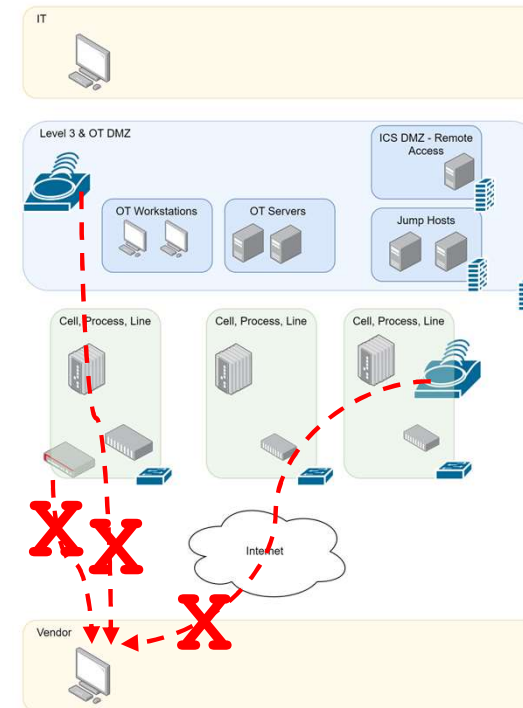 IT
Level 3 & OT DMZ
ICS DMZ - Remote
Access
OT Workstations
OT Servers
Jump Hosts
Cell, Process, Line
Cell, Process, Line
Cell, Process, Line
X
X
Internet
X
Vendor